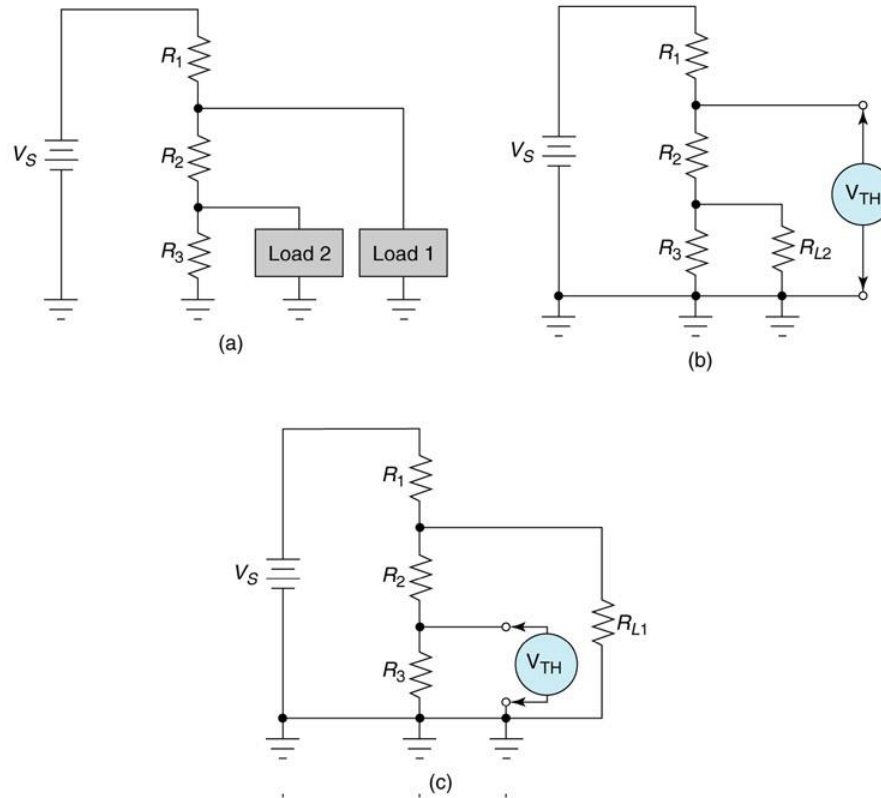 R1
VS
R2
R3
Load 2
Load 1
(a)
R1
VS
R2
VTH
R3
RL2
(b)
R1
VS
R2
RL1
VTH
R3
(c)